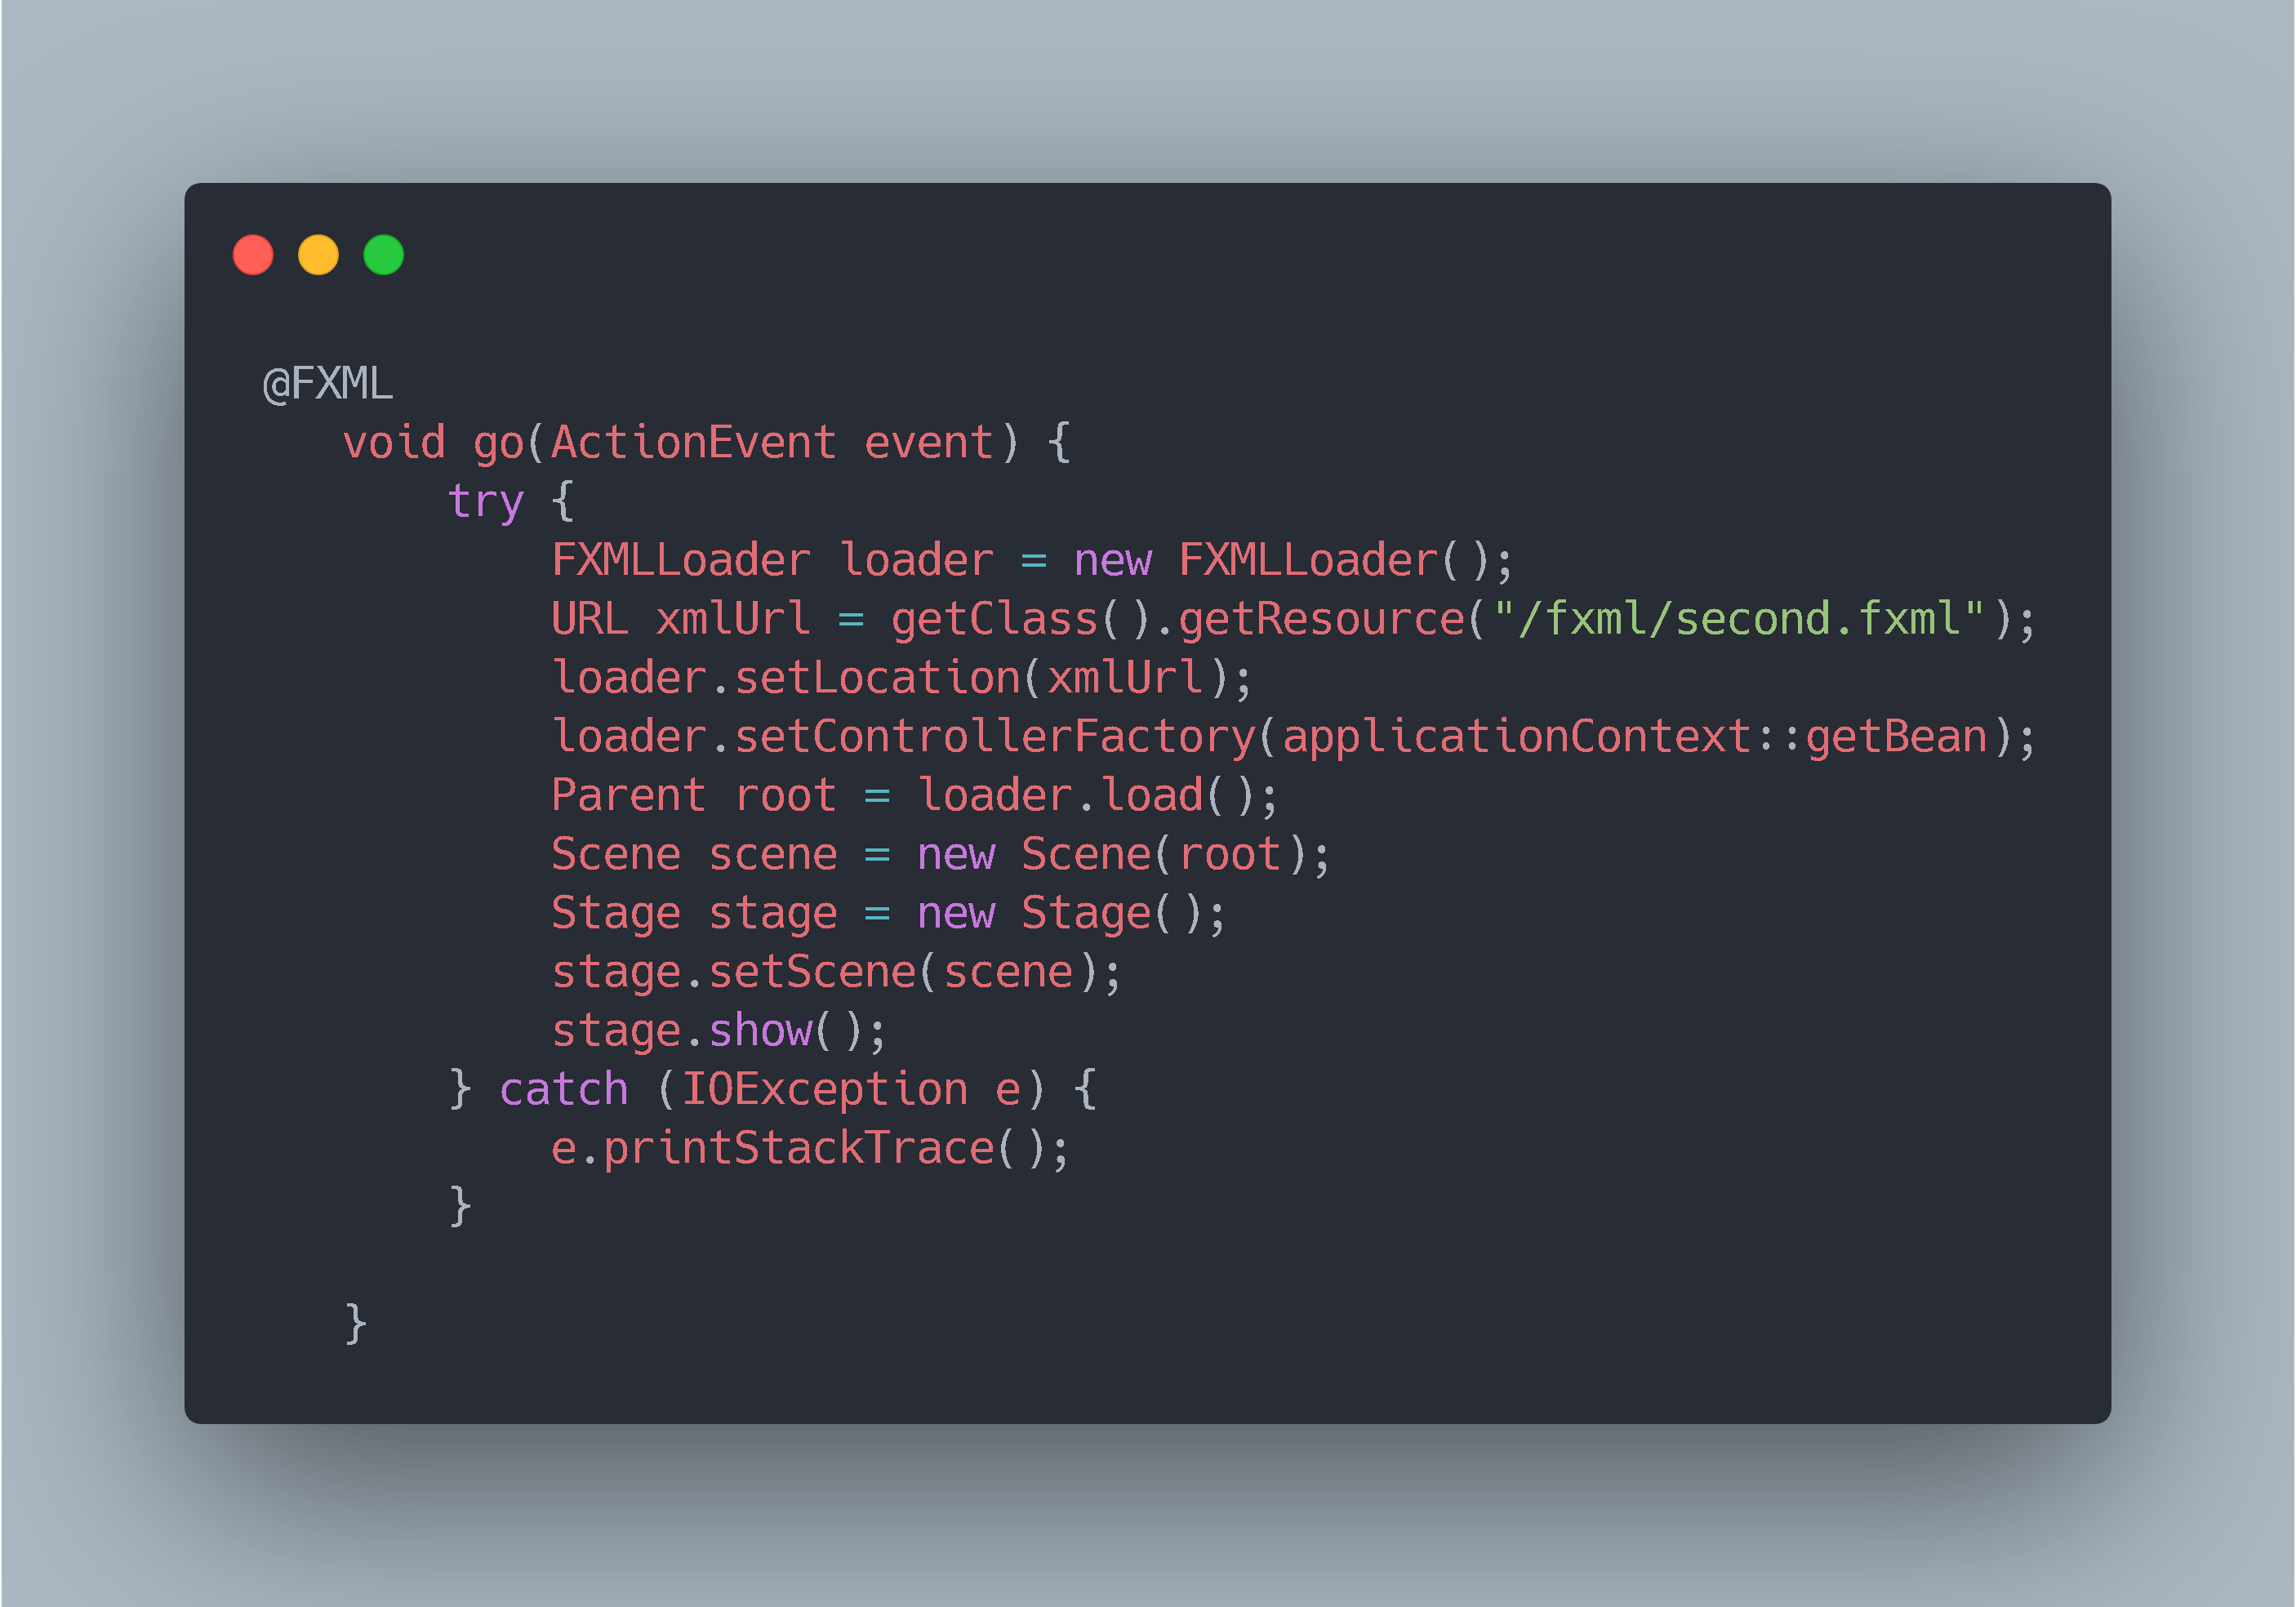 @FXML
void go(ActionEvent event) {
try {
FXMLLoader loader = new FXMLLoader();
URL xmlUrl = getClass().getResource("/fxml/second.fxml");
loader.setLocation(xmlUrl);
loader.setControllerFactory(applicationContext::getBean);
Parent root = loader.load();
Scene scene = new Scene(root);
Stage stage = new Stage();
stage.setScene(scene);
stage.show();
} catch (IOException e) {
e.printStackTrace();
}
}